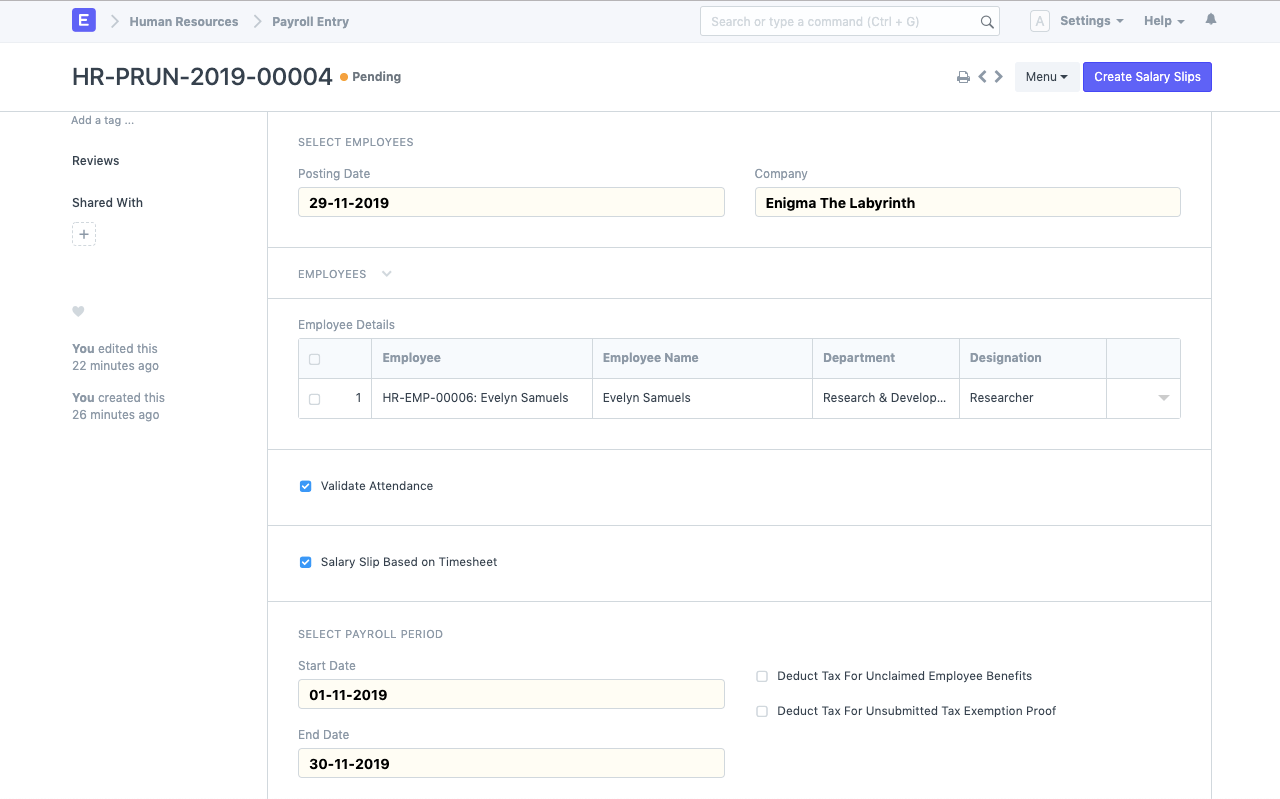 E Human Resources Payroll Entry Search or type a command (Ctrl + G) A Settings Help
HR-PRUN-2019-00004 Pending Menu Create Salary Slips
Add a tag ...
Reviews
Shared With
+
You edited this
22 minutes ago
You created this
26 minutes ago
SELECT EMPLOYEES
Posting Date Company
29-11-2019 Enigma The Labyrinth
EMPLOYEES
Employee Details
Employee Employee Name Department Designation
1 HR-EMP-00006: Evelyn Samuels Evelyn Samuels Research & Develop... Researcher
Validate Attendance
Salary Slip Based on Timesheet
SELECT PAYROLL PERIOD
Start Date
01-11-2019
End Date
30-11-2019
Deduct Tax For Unclaimed Employee Benefits
Deduct Tax For Unsubmitted Tax Exemption Proof